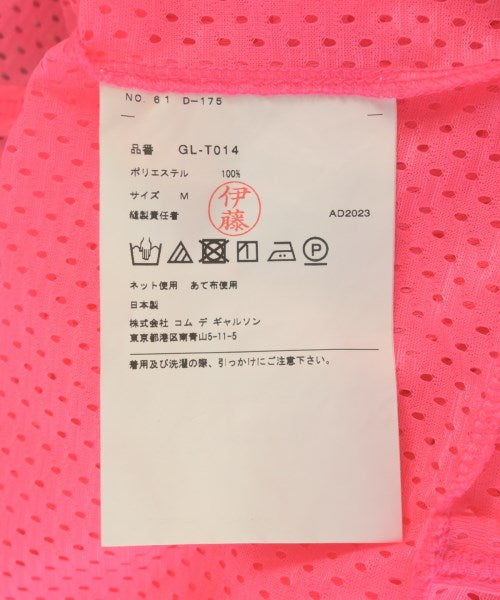 NO. 61 D-175
品番 GL-T014
ポリエステル 100%
サイズ M
伊藤
縫製責任者 AD2023
P
ネット使用 あて布使用
日本製
株式会社 コム デ ギャルソン
東京都港区南青山5-11-5
着用及び洗濯の際、引っかけにご注意下さい。